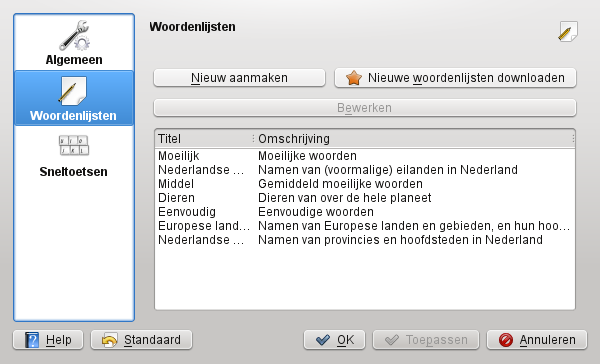 Algemeen
Woordenlijsten
Sneltoetsen
Woordenlijsten
Nieuw aanmaken
Nieuwe woordenlijsten downloaden
Bewerken
Titel Omschrijving
Moeilijk Moeilijke woorden
Nederlandse ... Namen van (voormalige) eilanden in Nederland
Middel Gemiddeld moeilijke woorden
Dieren Dieren van over de hele planeet
Eenvoudig Eenvoudige woorden
Europese land... Namen van Europese landen en gebieden, en hun hoo...
Nederlandse ... Namen van provincies en hoofdsteden in Nederland
Help Standaard OK Toepassen Annuleren